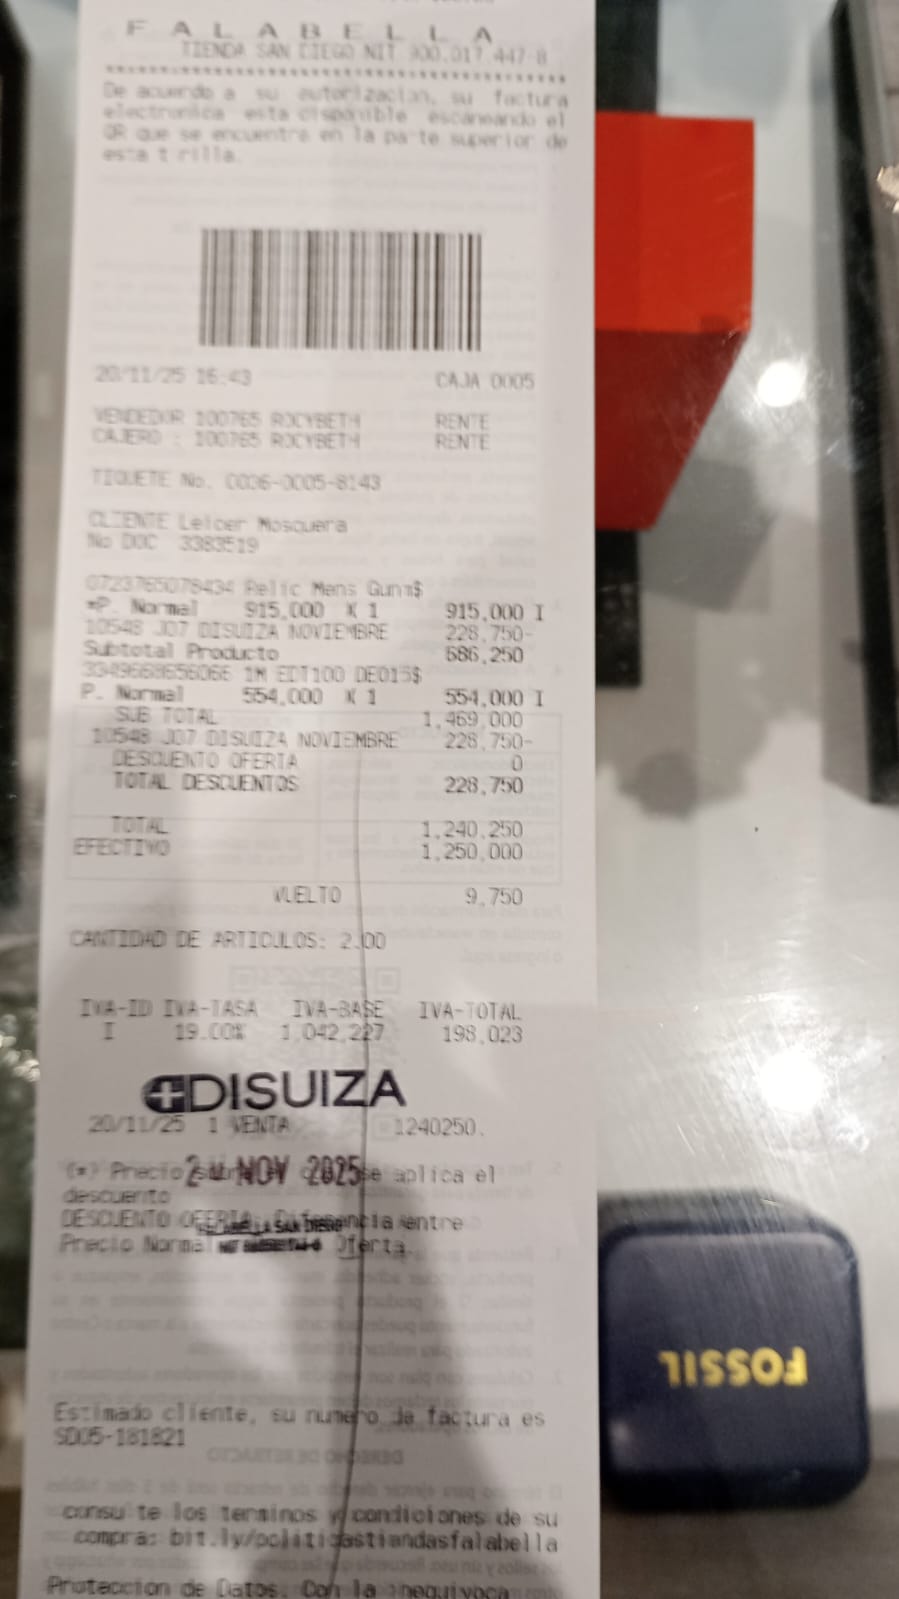 F A L A B E L L A
TIENDA SAN DIEGO NIT 900.017.447-8
De acuerdo a su autorizacion, su factura
electronica esta disponible escaneando el
QR que se encuentra en la parte superior de
esta t rilla.
20/11/25 16:43 CAJA 0005
VENDEDOR 100765 ROCYBETH RENTE
CAJERO : 100765 ROCYBETH RENTE
TIQUETE No. 0036-0005-8143
CLIENTE Leicer Mosquera
No DOC 3383519
0723765078434 Relic Mens Gunm$
*P. Normal 915,000 X 1 915,000 I
10548 J07 DISUIZA NOVIEMBRE 228,750-
Subtotal Producto 686,250
3349668656066 1M EDT100 DE015$
P. Normal 554,000 X 1 554,000 I
SUB TOTAL 1,469,000
10548 J07 DISUIZA NOVIEMBRE 228,750-
DESCUENTO OFERTA 0
TOTAL DESCUENTOS 228,750
TOTAL 1,240,250
EFECTIVO 1,250,000
VUELTO 9,750
CANTIDAD DE ARTICULOS: 2.00
IVA-ID IVA-TASA IVA-BASE IVA-TOTAL
I 19.00% 1,042,227 198,023
DISUIZA
20/11/25 1 VENTA 1240250.
(*) Precio se aplica el
NOV 2025
descuento
DESCUENTO OFERTA: Diferencia entre
Precio Normal Oferta
Estimado cliente, su numero de factura es
SD05-181821
consu te los terminos y condiciones de su
compra: bit.ly/politicastiendasfalabella
Proteccion de Datos. Con la inequivoca
FOSSIL